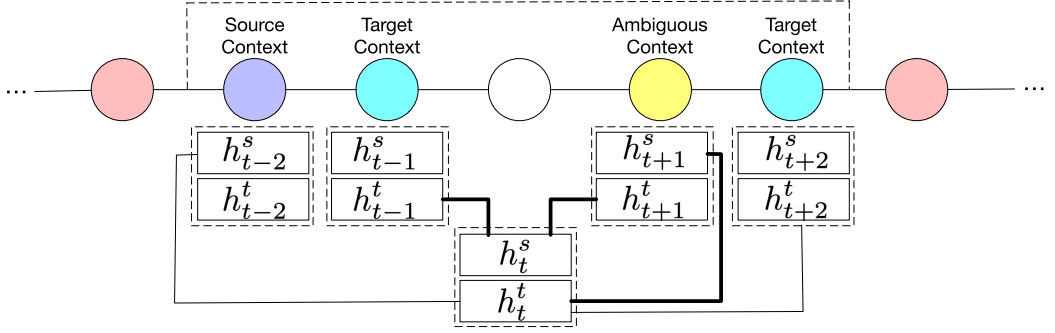 Source Context
Target Context
Ambiguous Context
Target Context
... ...
h^s_{t-2} h^s_{t-1} h^s_{t+1} h^s_{t+2}
h^t_{t-2} h^t_{t-1} h^t_{t+1} h^t_{t+2}
h^s_t
h^t_t